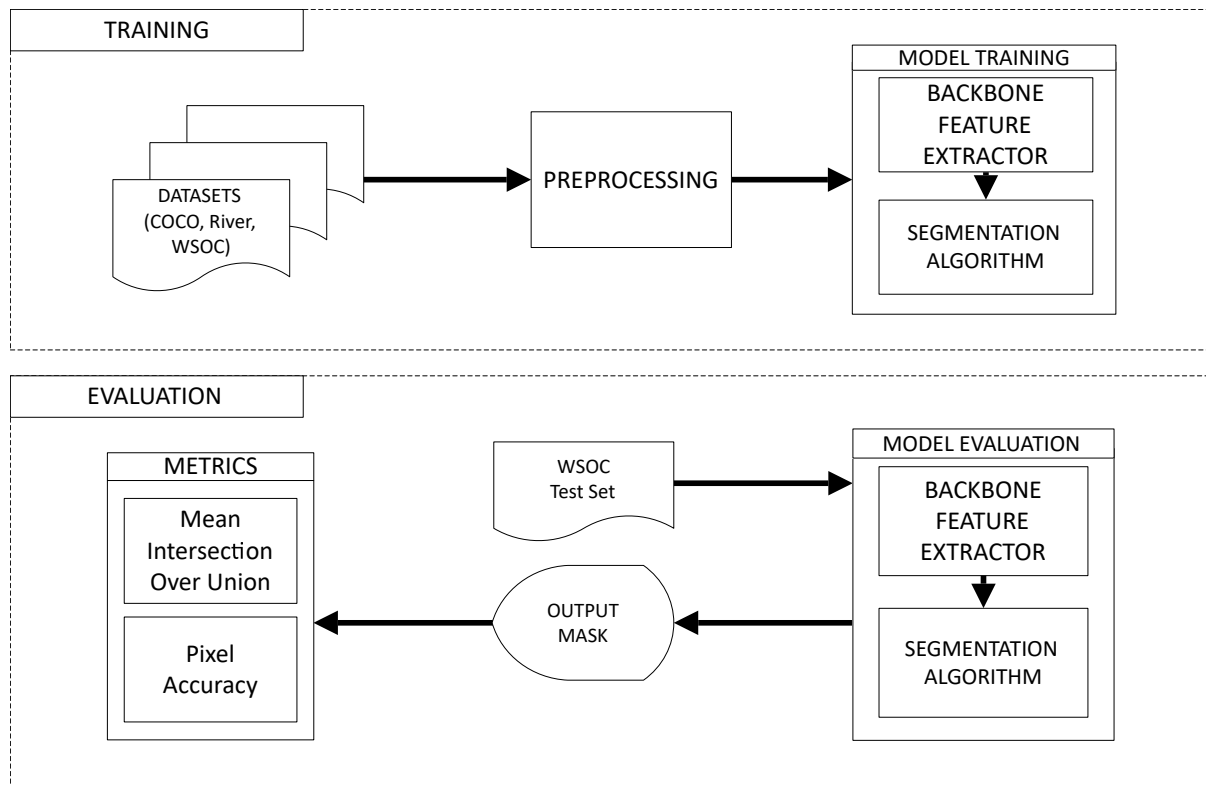 TRAINING
DATASETS
(COCO, River,
WSOC)
PREPROCESSING
MODEL TRAINING
BACKBONE
FEATURE
EXTRACTOR
SEGMENTATION
ALGORITHM
EVALUATION
METRICS
Mean
Intersection
Over Union
Pixel
Accuracy
WSOC
Test Set
OUTPUT
MASK
MODEL EVALUATION
BACKBONE
FEATURE
EXTRACTOR
SEGMENTATION
ALGORITHM